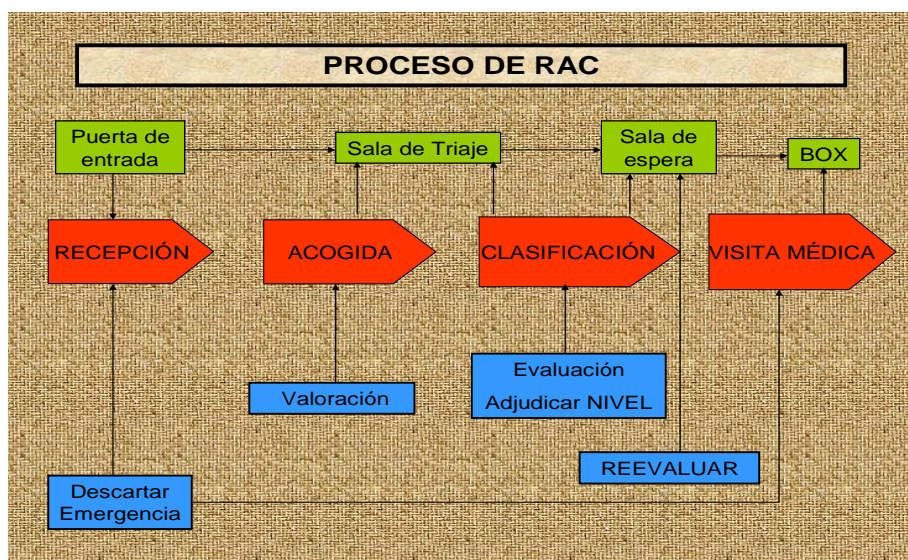 PROCESO DE RAC
Puerta de
entrada
Sala de Triaje
Sala de
espera
BOX
RECEPCIÓN
ACOGIDA
CLASIFICACIÓN
VISITA MÉDICA
Valoración
Evaluación
Adjudicar NIVEL
REEVALUAR
Descartar
Emergencia